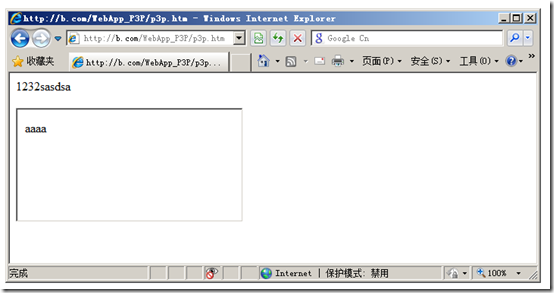 http://b.com/WebApp_P3P/p3p.htm - Windows Internet Explorer
http://b.com/WebApp_P3P/p3p.htm Google Cn
收藏夹 http://b.com/WebApp_P3P/p3p... 页面(P) 安全(S) 工具(O)
1232sasdsa
aaaa
完成 Internet | 保护模式: 禁用 100%